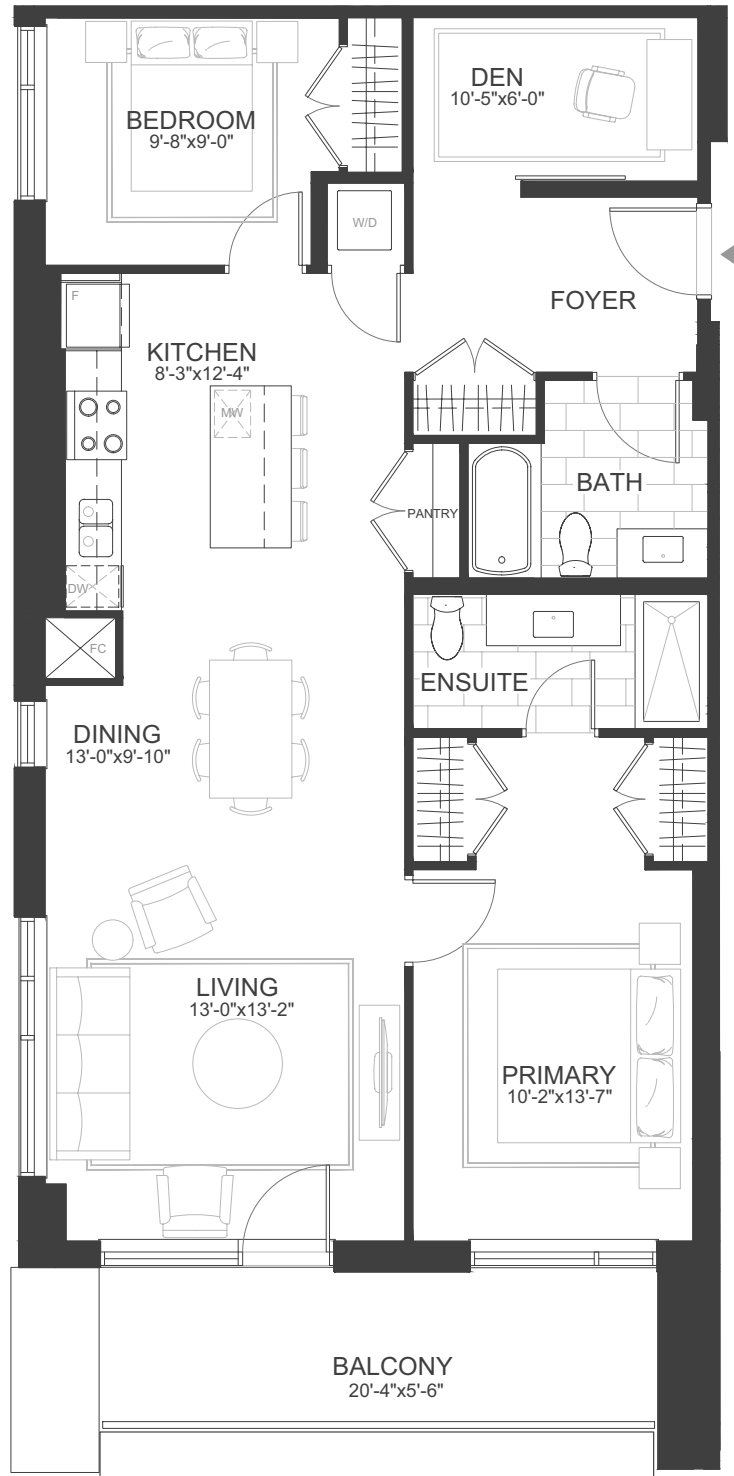 DEN
10'-5"x6'-0"
BEDROOM
9'-8"x9'-0"
W/D
F
FOYER
KITCHEN
8'-3"x12'-4"
MW
BATH
PANTRY
DW
FC
ENSUITE
DINING
13'-0"x9'-10"
LIVING
13'-0"x13'-2"
PRIMARY
10'-2"x13'-7"
BALCONY
20'-4"x5'-6"